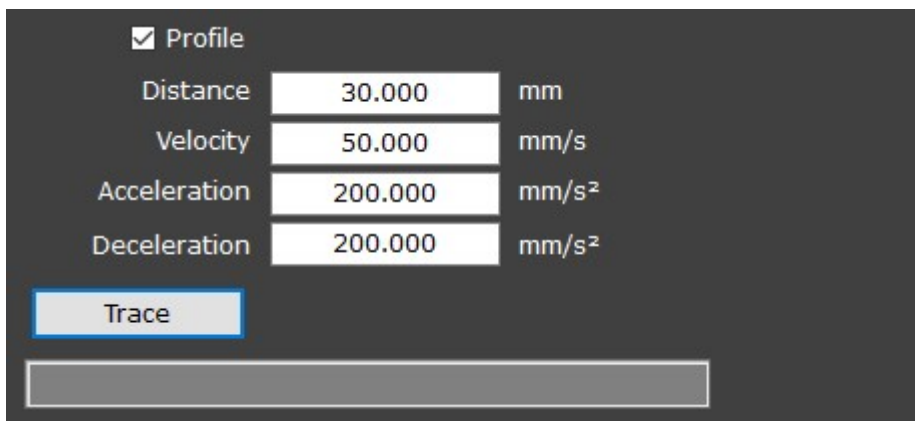 Profile
Distance 30.000 mm
Velocity 50.000 mm/s
Acceleration 200.000 mm/s²
Deceleration 200.000 mm/s²
Trace